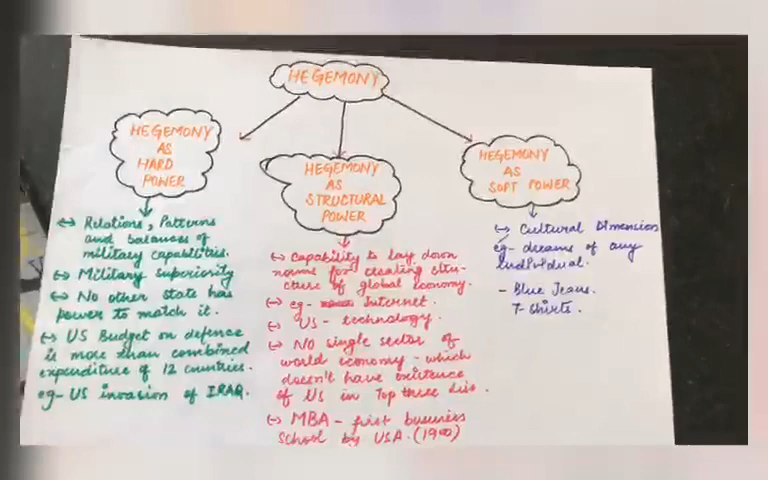 HEGEMONY
HEGEMONY
AS
HARD
POWER
↔ Relations, Patterns
and balances of
military capabilities.
↔ Military Superiority
↔ No other state has
power to match it.
↔ US Budget on defence
is more than combined
expenditure of 12 countries.
eg- US invasion of IRAQ.
HEGEMONY
AS
STRUCTURAL
POWER
↔ Capability to lay down
norms for creating stru-
cture of global economy.
↔ eg- Internet.
↔ US - technology.
↔ NO single sector of
world economy - which
doesn't have existence
of US in Top three
↔ MBA - first business
School by USA. (1900)
HEGEMONY
AS
SOFT POWER
↔ Cultural Dimension
eg- dreams of any
individual.
- Blue Jeans.
T-Shirts.